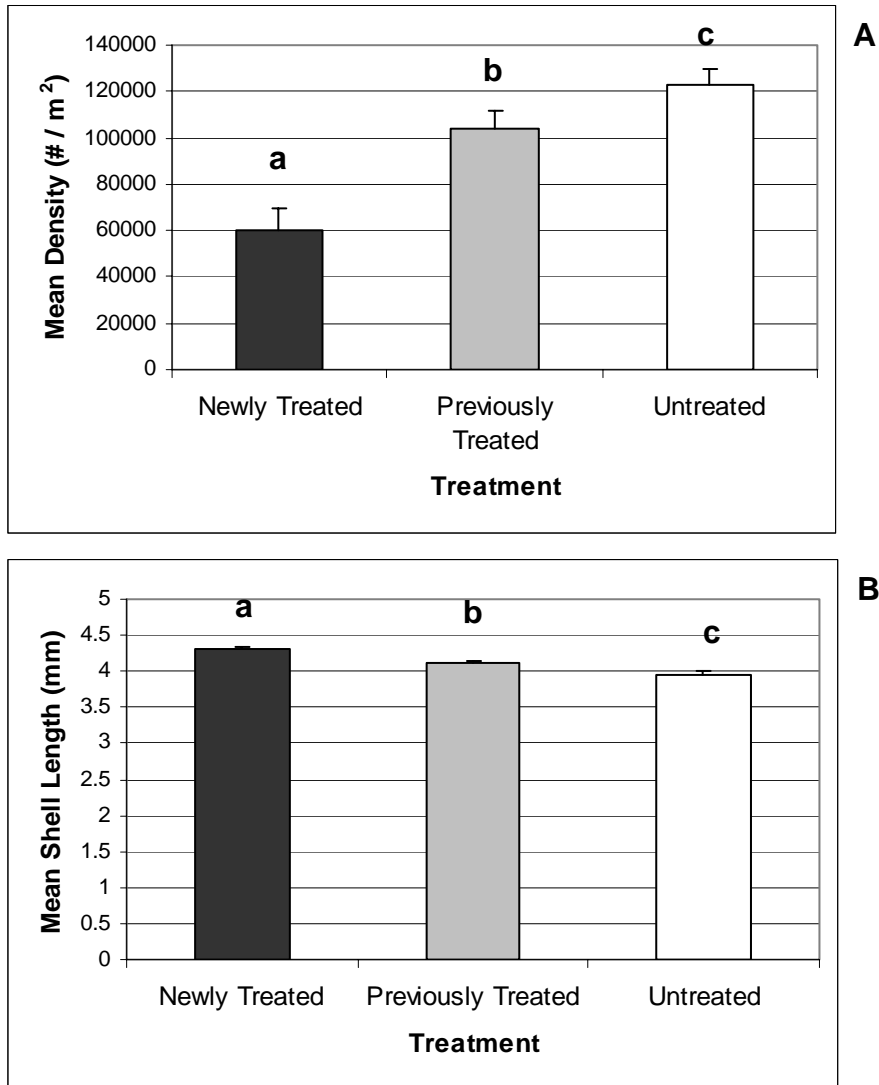 A
140000
120000
100000
80000
60000
40000
20000
0
Mean Density (# / m²)
a
b
c
Newly Treated
Previously
Treated
Untreated
Treatment
B
5
4.5
4
3.5
3
2.5
2
1.5
1
0.5
0
Mean Shell Length (mm)
a
b
c
Newly Treated
Previously Treated
Untreated
Treatment